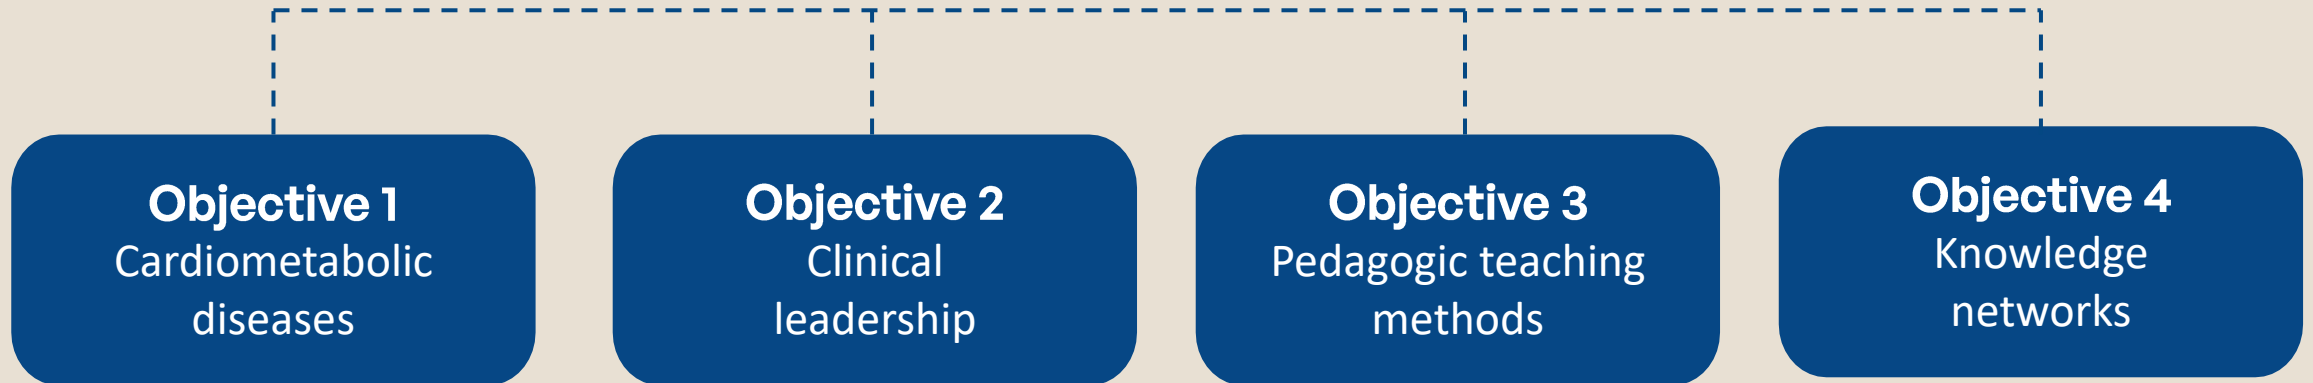 Objective 1
Cardiometabolic
diseases
Objective 2
Clinical
leadership
Objective 3
Pedagogic teaching
methods
Objective 4
Knowledge
networks